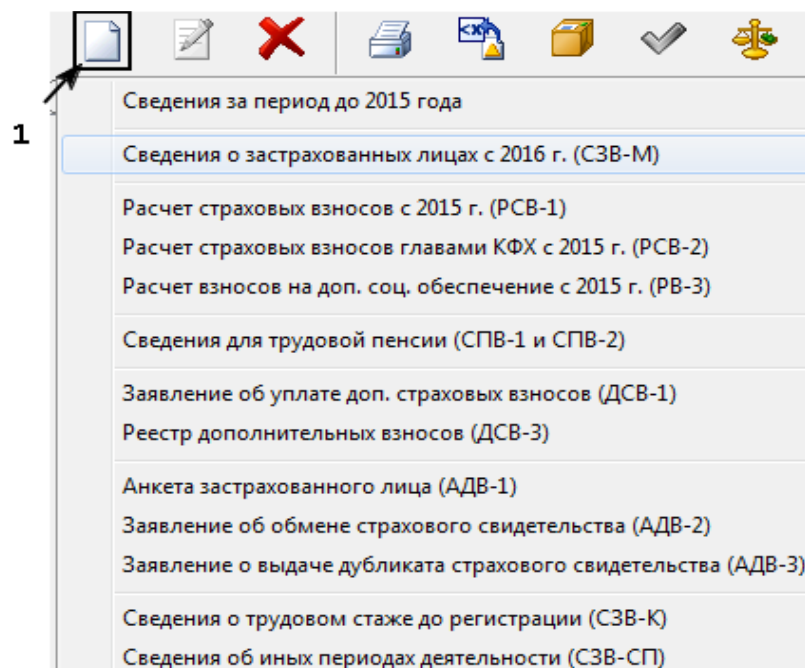 <x>
1
Сведения за период до 2015 года
Сведения о застрахованных лицах с 2016 г. (СЗВ-М)
Расчет страховых взносов с 2015 г. (РСВ-1)
Расчет страховых взносов главами КФХ с 2015 г. (РСВ-2)
Расчет взносов на доп. соц. обеспечение с 2015 г. (РВ-3)
Сведения для трудовой пенсии (СПВ-1 и СПВ-2)
Заявление об уплате доп. страховых взносов (ДСВ-1)
Реестр дополнительных взносов (ДСВ-3)
Анкета застрахованного лица (АДВ-1)
Заявление об обмене страхового свидетельства (АДВ-2)
Заявление о выдаче дубликата страхового свидетельства (АДВ-3)
Сведения о трудовом стаже до регистрации (СЗВ-К)
Сведения об иных периодах деятельности (СЗВ-СП)